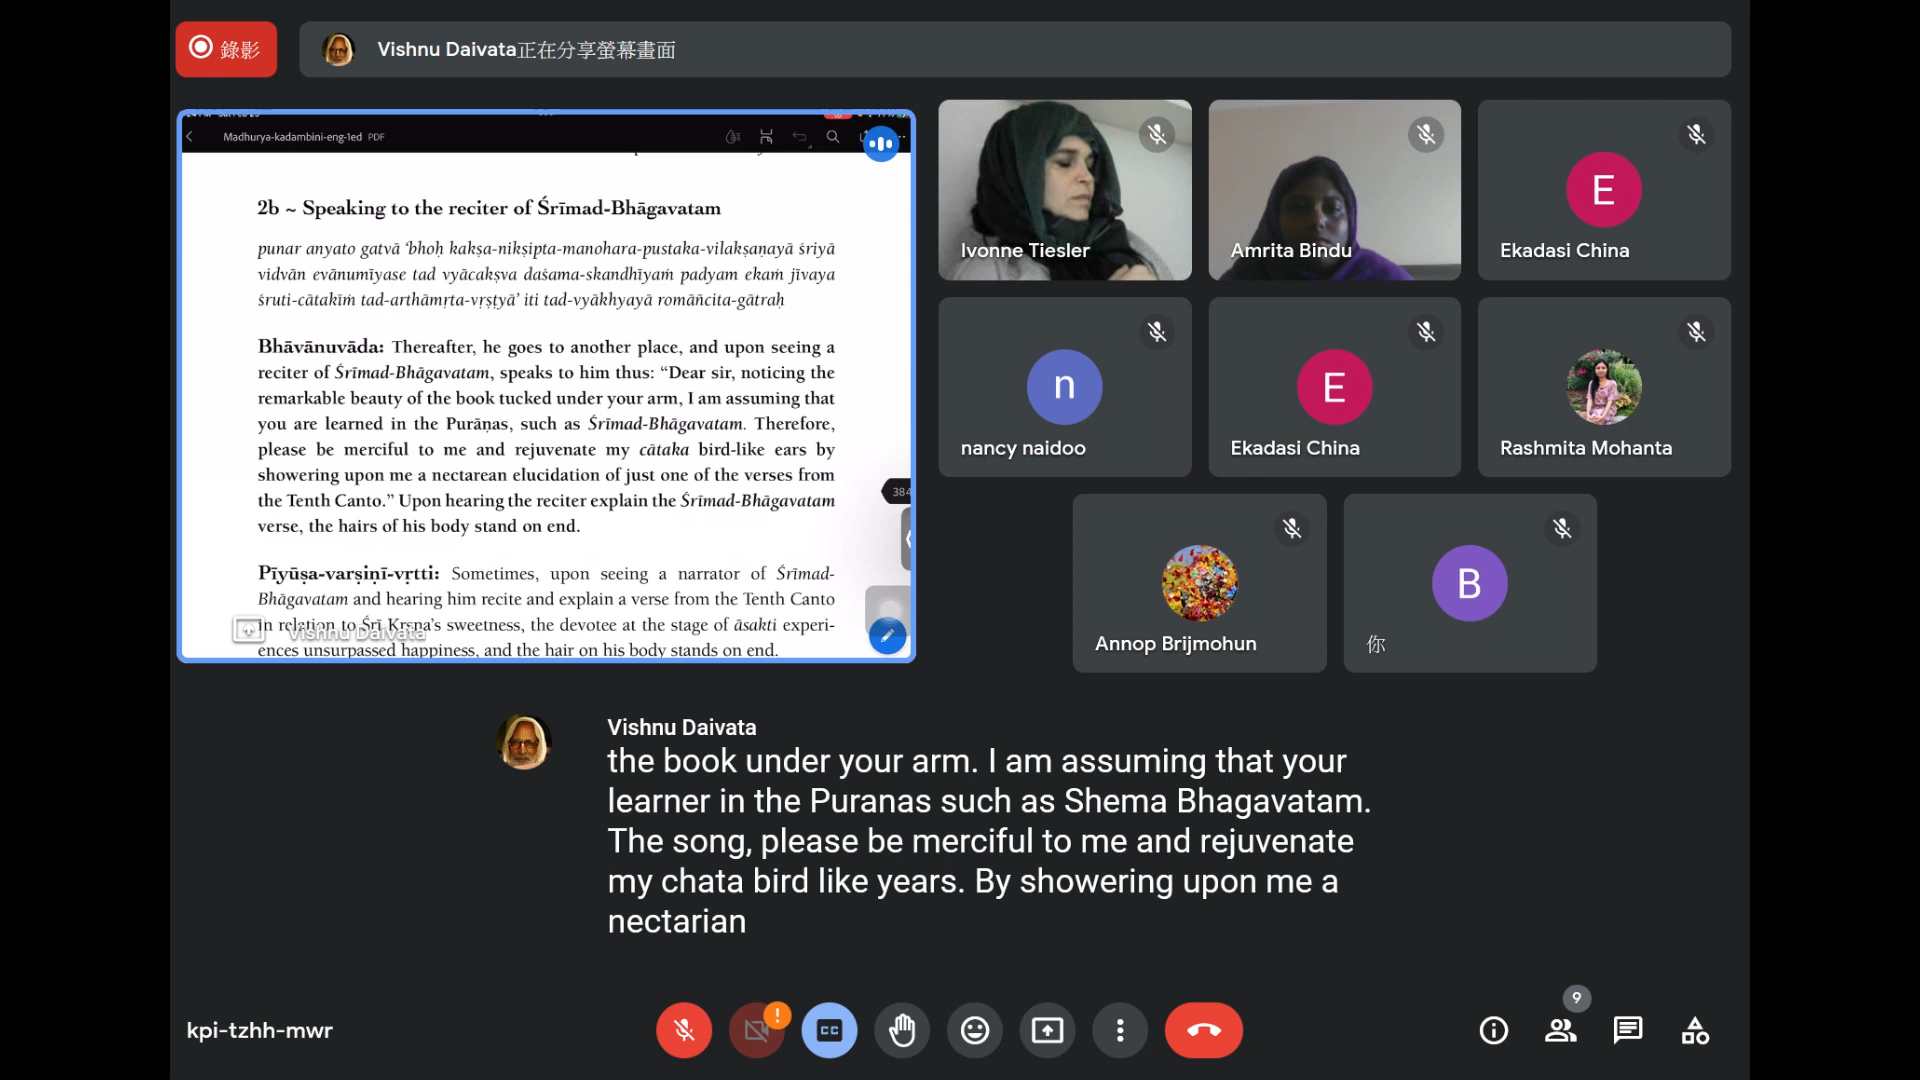 錄影
Vishnu Daivata正在分享螢幕畫面
Madhurya-kadambini-eng-1ed PDF
2b ~ Speaking to the reciter of Śrīmad-Bhāgavatam
punar anyato gatvā ‘bhoḥ kakṣa-nikṣipta-manohara-pustaka-vilakṣaṇayā śriyā
vidvān evānumīyase tad vyācakṣva daśama-skandhīyaṁ padyam ekaṁ jīvaya
śruti-cātakīṁ tad-arthāmṛta-vṛṣṭyā’ iti tad-vyākhyayā romāñcita-gātraḥ
Bhāvānuvāda: Thereafter, he goes to another place, and upon seeing a
reciter of Śrīmad-Bhāgavatam, speaks to him thus: “Dear sir, noticing the
remarkable beauty of the book tucked under your arm, I am assuming that
you are learned in the Purāṇas, such as Śrīmad-Bhāgavatam. Therefore,
please be merciful to me and rejuvenate my cātaka bird-like ears by
showering upon me a nectarean elucidation of just one of the verses from
the Tenth Canto.” Upon hearing the reciter explain the Śrīmad-Bhāgavatam
verse, the hairs of his body stand on end.
384
Pīyūṣa-varṣiṇī-vṛtti: Sometimes, upon seeing a narrator of Śrīmad-
Bhāgavatam and hearing him recite and explain a verse from the Tenth Canto
in relation to Śrī Kṛṣṇa’s sweetness, the devotee at the stage of āsakti experi-
ences unsurpassed happiness, and the hair on his body stands on end.
Vishnu Daivata
Ivonne Tiesler
Amrita Bindu
E
Ekadasi China
n
nancy naidoo
E
Ekadasi China
Rashmita Mohanta
Annop Brijmohun
B
你
Vishnu Daivata
the book under your arm. I am assuming that your
learner in the Puranas such as Shema Bhagavatam.
The song, please be merciful to me and rejuvenate
my chata bird like years. By showering upon me a
nectarian
kpi-tzhh-mwr
!
CC
9